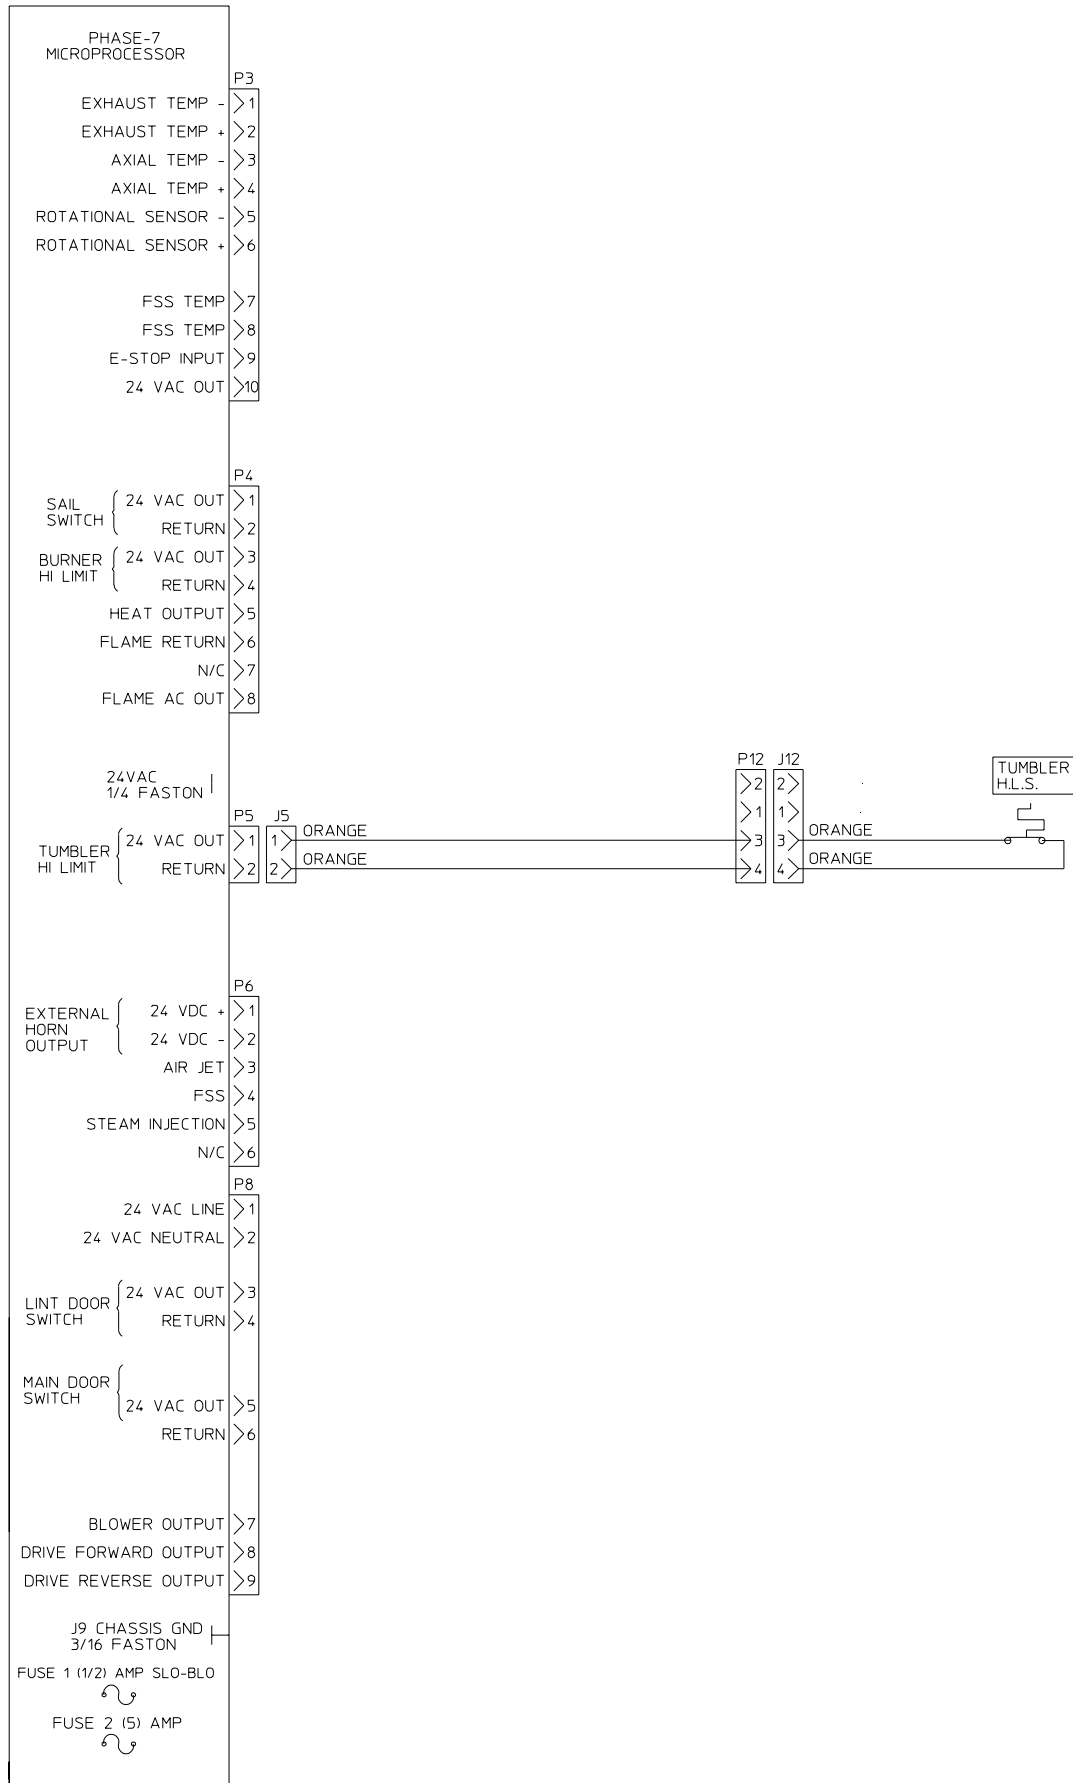 PHASE-7
MICROPROCESSOR
P3
EXHAUST TEMP - 1
EXHAUST TEMP + 2
AXIAL TEMP - 3
AXIAL TEMP + 4
ROTATIONAL SENSOR - 5
ROTATIONAL SENSOR + 6
FSS TEMP 7
FSS TEMP 8
E-STOP INPUT 9
24 VAC OUT 10
P4
SAIL
SWITCH
24 VAC OUT 1
RETURN 2
BURNER
HI LIMIT
24 VAC OUT 3
RETURN 4
HEAT OUTPUT 5
FLAME RETURN 6
N/C 7
FLAME AC OUT 8
24VAC
1/4 FASTON
P12 J12
2 2
1 1
TUMBLER
H.L.S.
P5 J5
TUMBLER
HI LIMIT
24 VAC OUT 1 1 ORANGE 3 3 ORANGE
RETURN 2 2 ORANGE 4 4 ORANGE
P6
EXTERNAL
HORN
OUTPUT
24 VDC + 1
24 VDC - 2
AIR JET 3
FSS 4
STEAM INJECTION 5
N/C 6
P8
24 VAC LINE 1
24 VAC NEUTRAL 2
LINT DOOR
SWITCH
24 VAC OUT 3
RETURN 4
MAIN DOOR
SWITCH
24 VAC OUT 5
RETURN 6
BLOWER OUTPUT 7
DRIVE FORWARD OUTPUT 8
DRIVE REVERSE OUTPUT 9
J9 CHASSIS GND
3/16 FASTON
FUSE 1 (1/2) AMP SLO-BLO
FUSE 2 (5) AMP